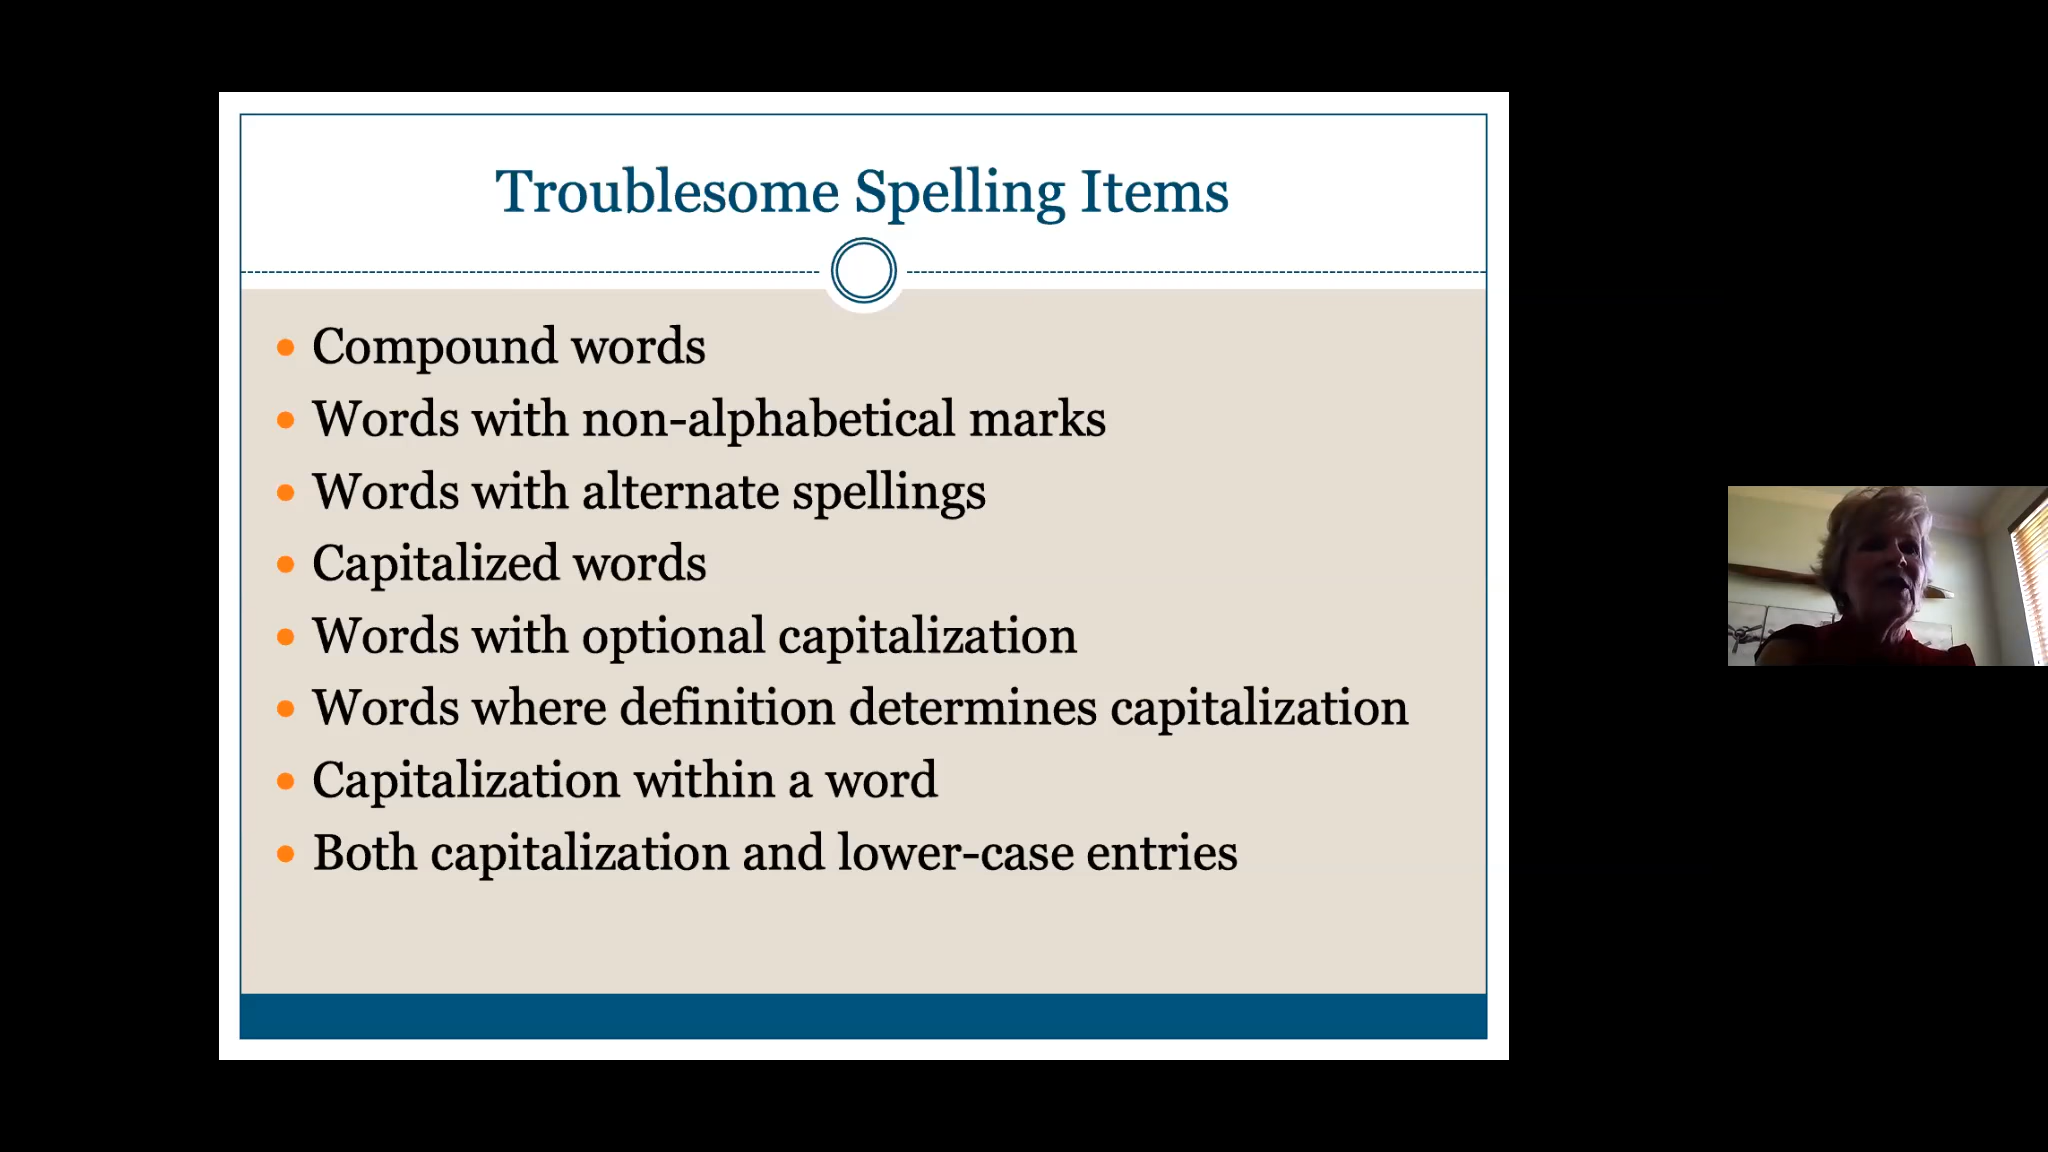 Troublesome Spelling Items
Compound words
Words with non-alphabetical marks
Words with alternate spellings
Capitalized words
Words with optional capitalization
Words where definition determines capitalization
Capitalization within a word
Both capitalization and lower-case entries